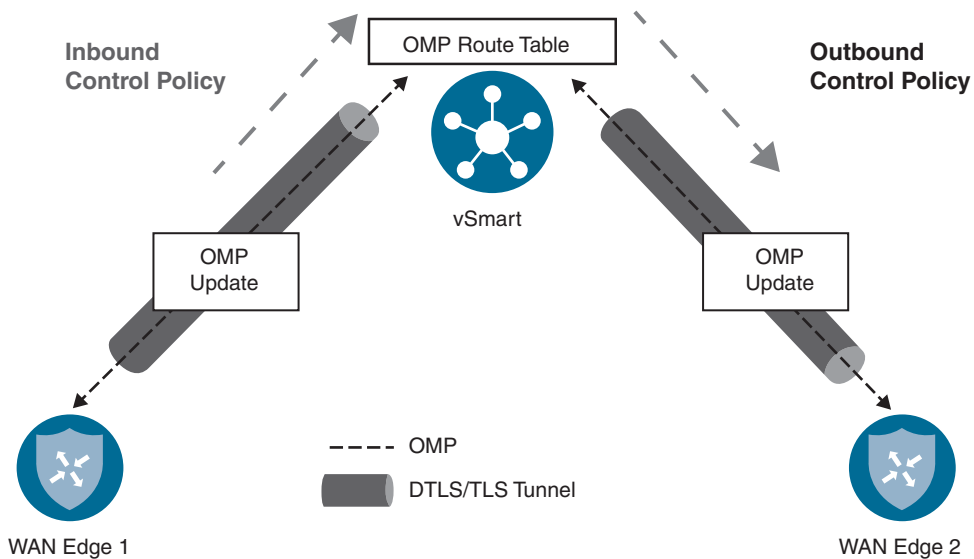 Inbound
Control Policy
OMP Route Table
Outbound
Control Policy
vSmart
OMP
Update
OMP
Update
OMP
DTLS/TLS Tunnel
WAN Edge 1
WAN Edge 2